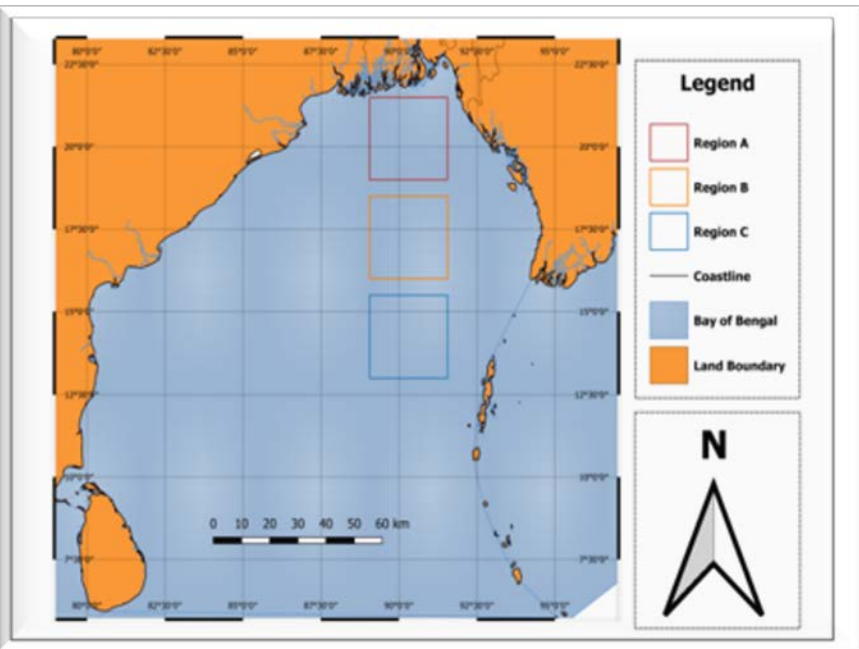 80°0'0" 82°30'0" 85°0'0" 87°30'0" 90°0'0" 92°30'0" 95°0'0"
22°30'0" 22°30'0"
20°0'0" 20°0'0"
17°30'0" 17°30'0"
15°0'0" 15°0'0"
12°30'0" 12°30'0"
10°0'0" 10°0'0"
7°30'0" 7°30'0"
80°0'0" 82°30'0" 85°0'0" 87°30'0" 90°0'0" 92°30'0" 95°0'0"
0 10 20 30 40 50 60 km
Legend
Region A
Region B
Region C
Coastline
Bay of Bengal
Land Boundary
N